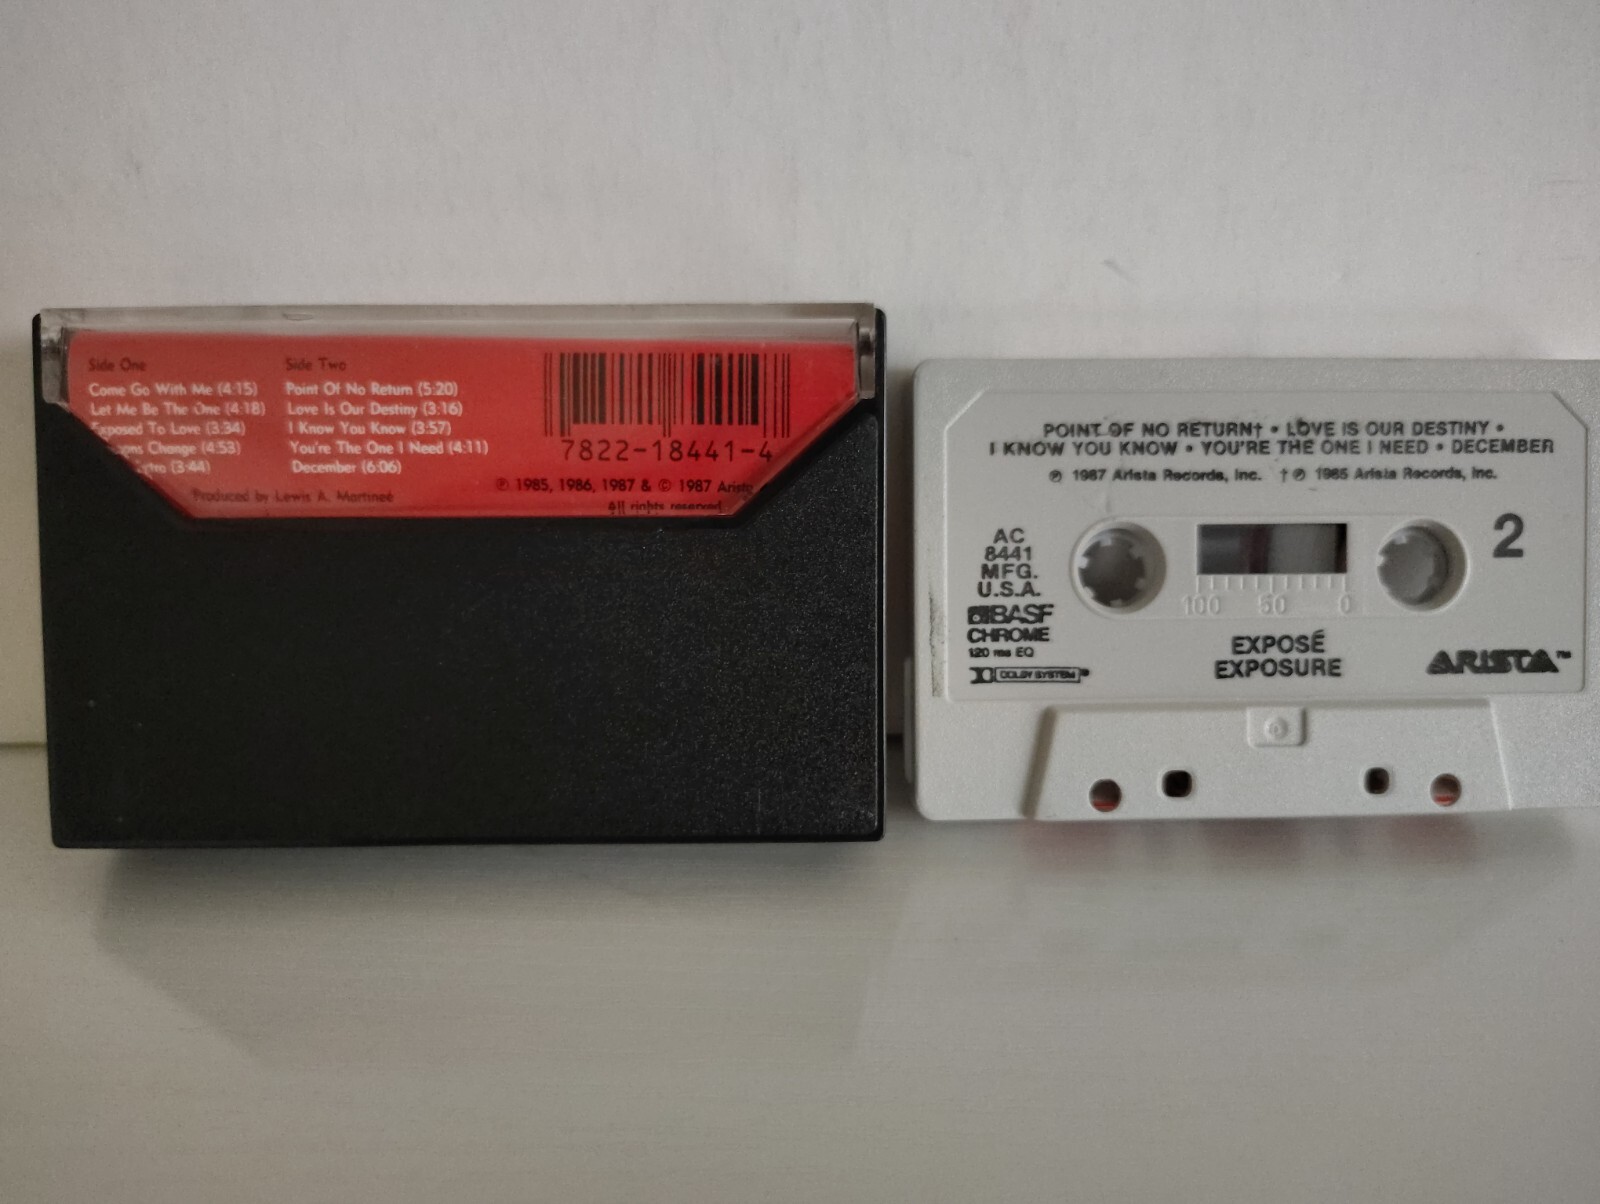 Side One
Come Go With Me (4:15)
Let Me Be The One (4:18)
Exposed To Love (3:34)
Change (4:53)
(3:44)
Side Two
Point Of No Return (5:20)
Love Is Our Destiny (3:16)
I Know You Know (3:57)
You're The One I Need (4:11)
December (6:06)
Produced by Lewis A. Martineé
7822-18441-4
℗ 1985, 1986, 1987 & © 1987 Arista
All rights reserved
POINT OF NO RETURN† • LOVE IS OUR DESTINY •
I KNOW YOU KNOW • YOU'RE THE ONE I NEED • DECEMBER
℗ 1987 Arista Records, Inc. †℗ 1985 Arista Records, Inc.
AC
8441
MFG.
U.S.A.
BASF
CHROME
120 ms EQ
DOLBY SYSTEM®
2
100 50 0
EXPOSÉ
EXPOSURE
ARISTA™